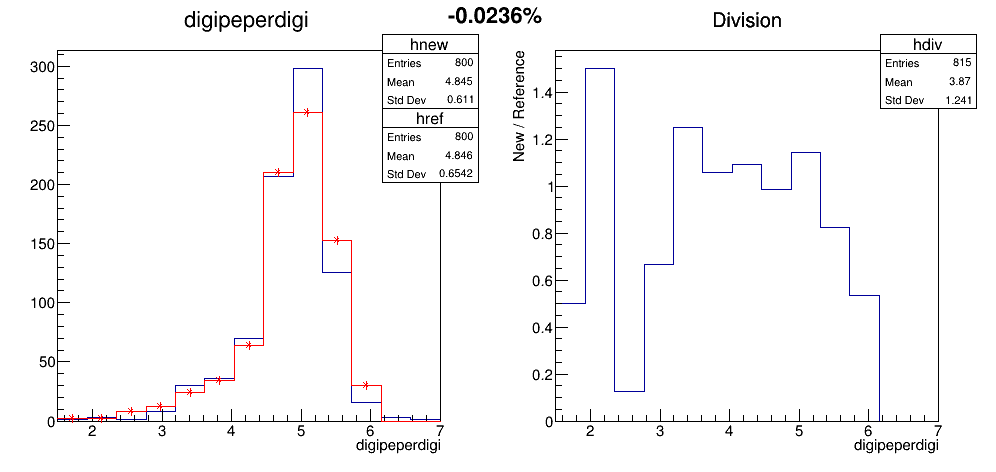 -0.0236%
digipeperdigi
hnew
Entries 800
Mean 4.845
Std Dev 0.611
href
Entries 800
Mean 4.846
Std Dev 0.6542
300
250
200
150
100
50
0
2 3 4 5 6 7
digipeperdigi
Division
hdiv
Entries 815
Mean 3.87
Std Dev 1.241
New / Reference
1.4
1.2
1
0.8
0.6
0.4
0.2
0
2 3 4 5 6 7
digipeperdigi